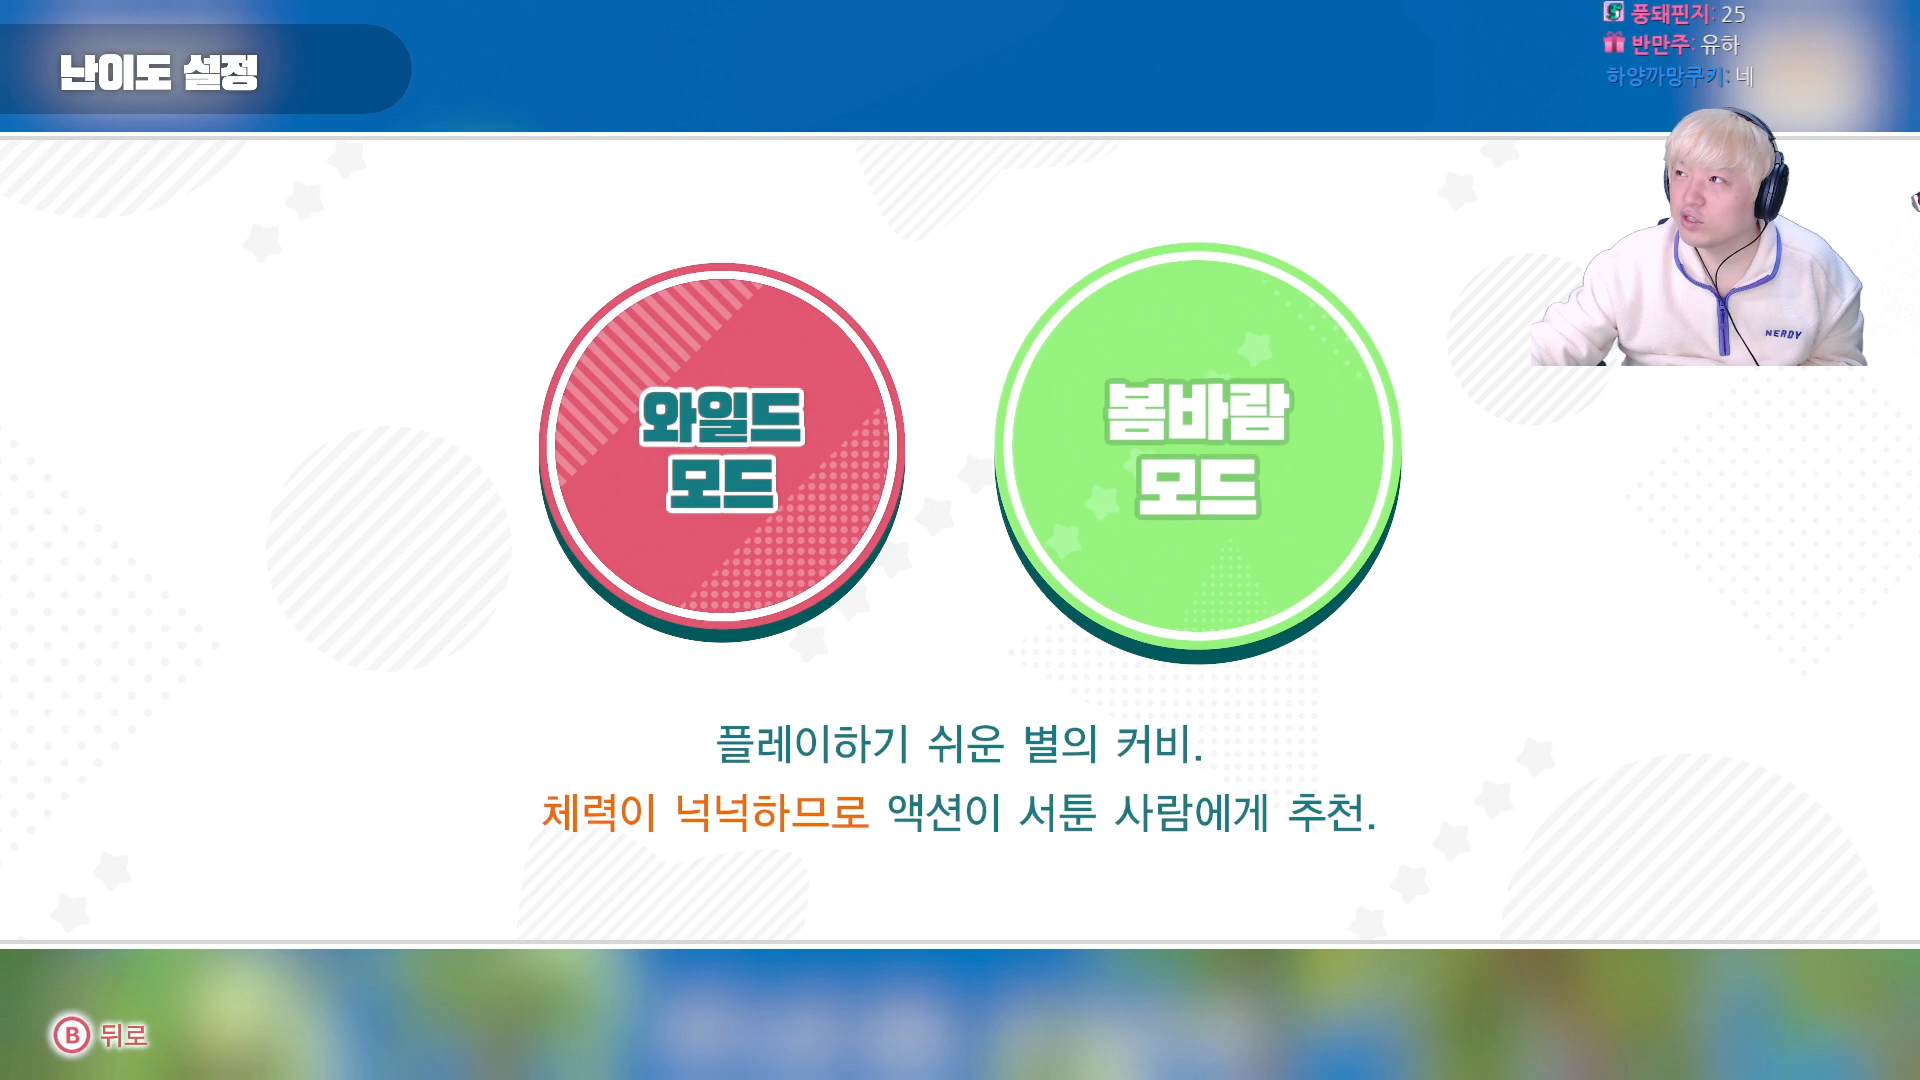 난이도 설정
풍돼핀지: 25
반만주: 유하
하얀까망쿠키: 네
NERDY
와일드
모드
봄바람
모드
플레이하기 쉬운 별의 커비.
체력이 넉넉하므로 액션이 서툰 사람에게 추천.
B 뒤로